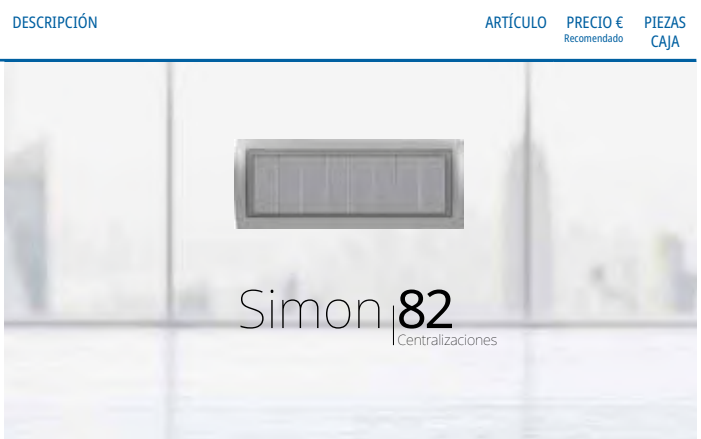 DESCRIPCIÓN
ARTÍCULO
PRECIO €
Recomendado
PIEZAS
CAJA
Simon 82
Centralizaciones